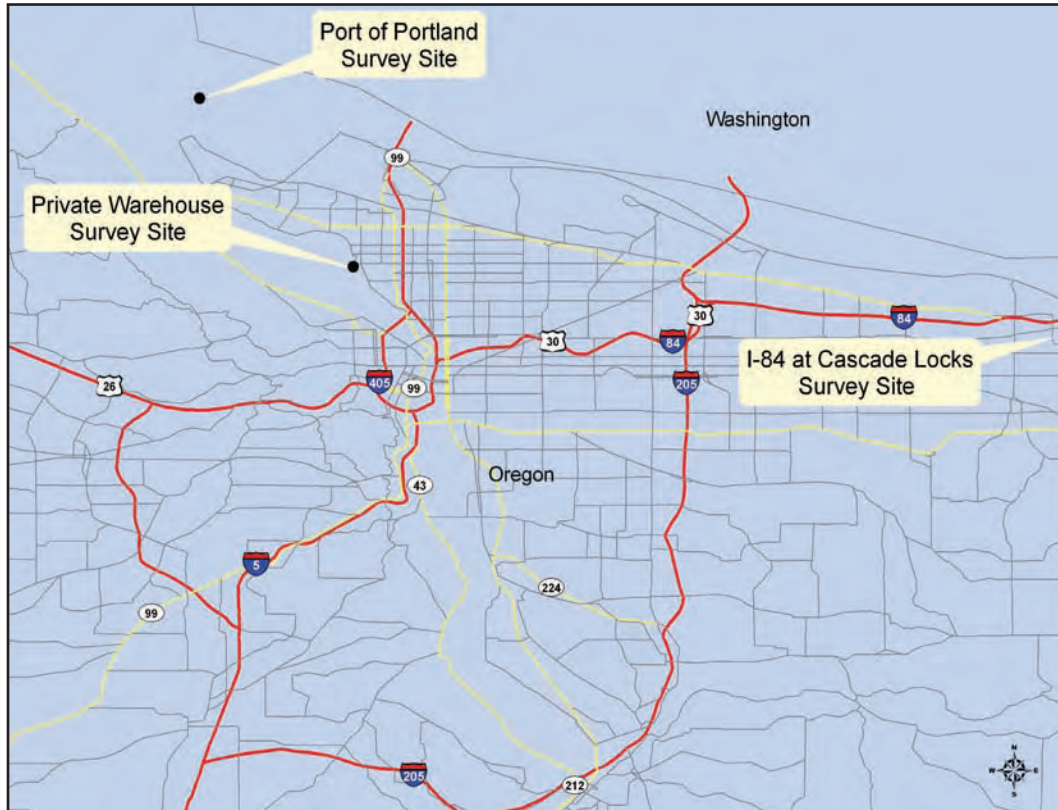 Port of Portland
Survey Site
Washington
99
Private Warehouse
Survey Site
30
84
30
84
I-84 at Cascade Locks
Survey Site
26
405
99
205
Oregon
43
5
224
99
205
212
N
W
E
S